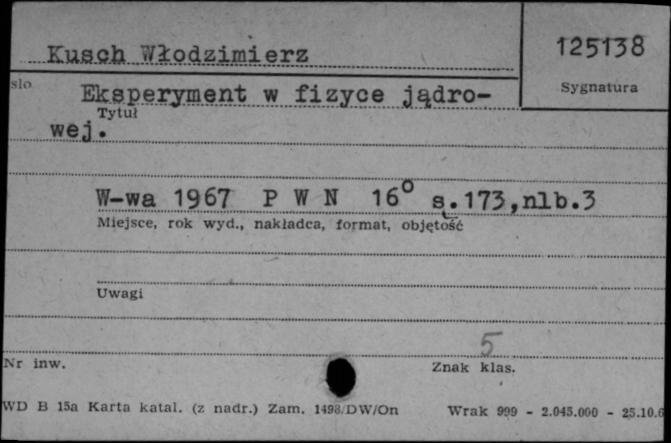 Kusch Włodzimierz
125138
Sygnatura
sło
Eksperyment w fizyce jądro-
Tytuł
wej.
W-wa 1967 P W N 16° s.173,nlb.3
Miejsce, rok wyd., nakładca, format, objętość
Uwagi
5
Nr inw.
Znak klas.
WD B 15a Karta katal. (z nadr.) Zam. 1498/DW/On
Wrak 999 - 2.045.000 - 25.10.6